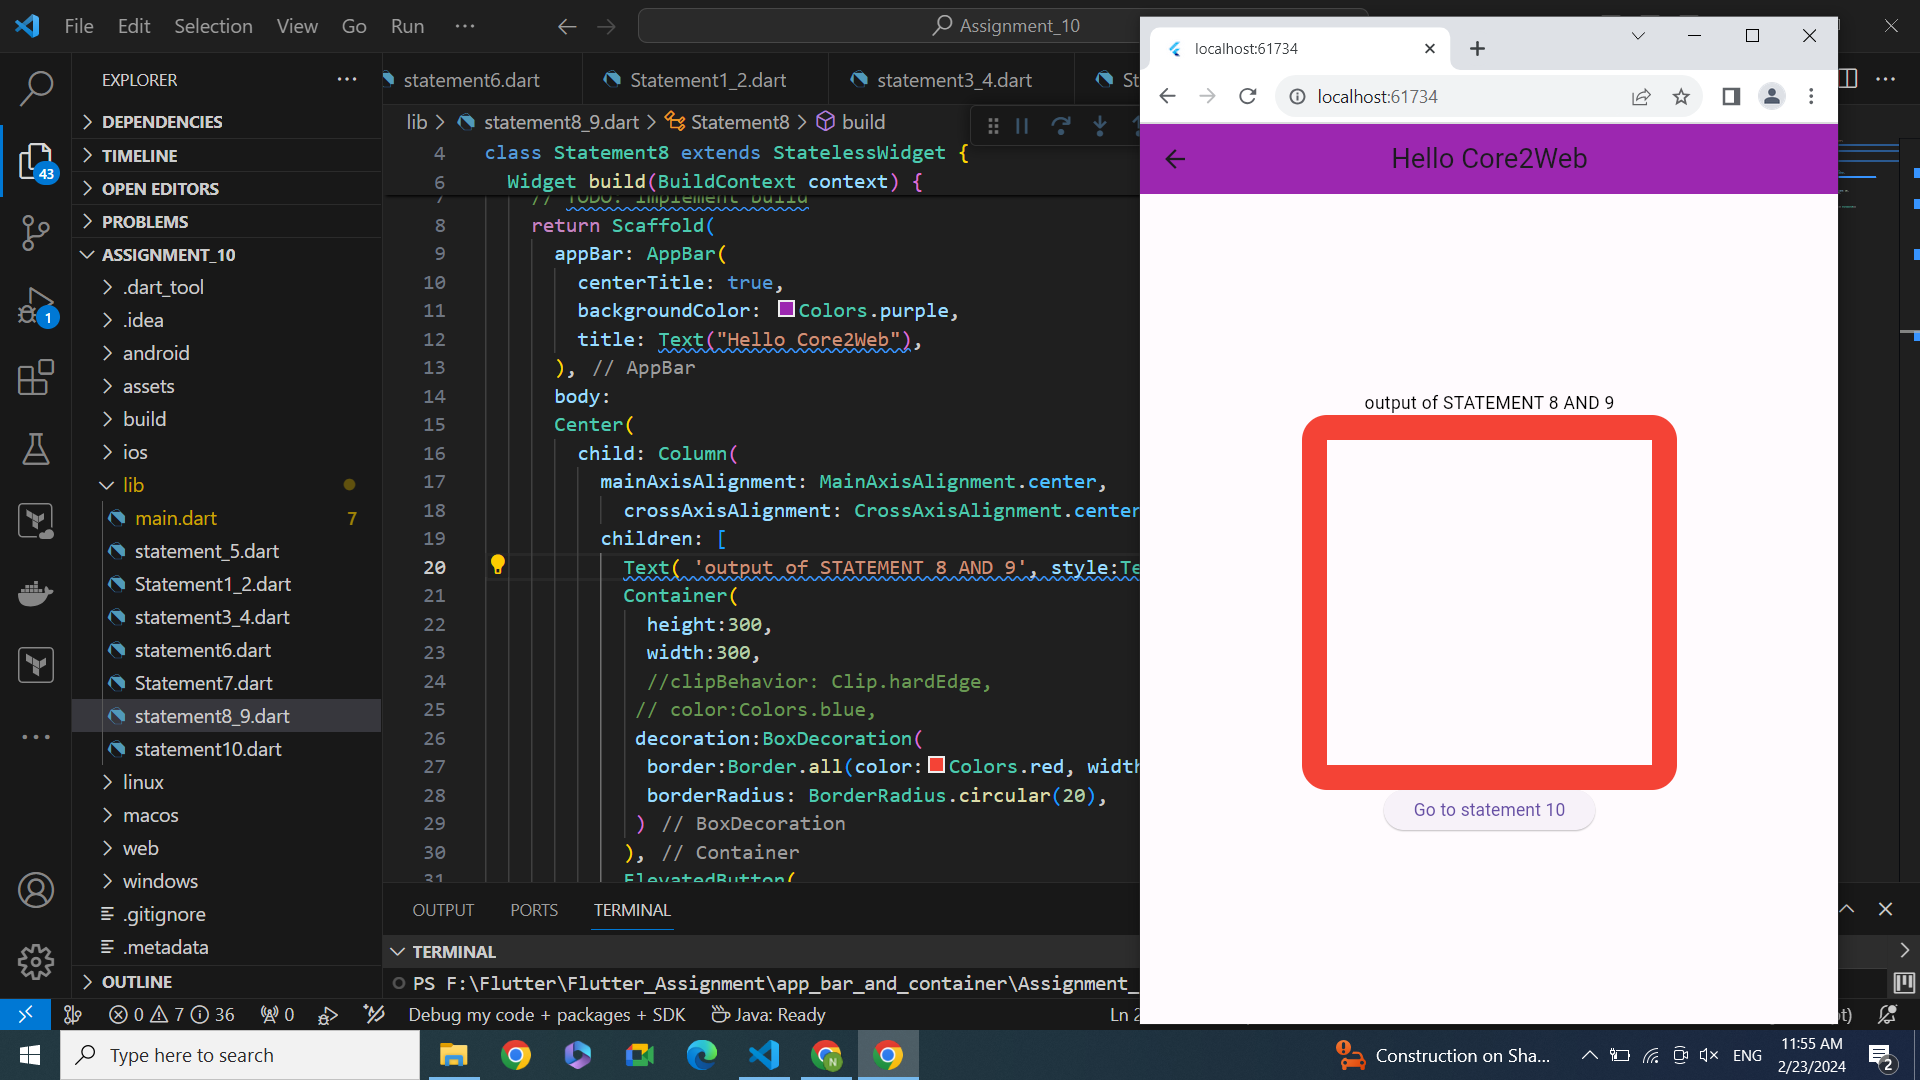 File Edit Selection View Go Run ···
Assignment_10
EXPLORER
DEPENDENCIES
TIMELINE
OPEN EDITORS
PROBLEMS
ASSIGNMENT_10
.dart_tool
.idea
android
assets
build
ios
lib
main.dart 7
statement_5.dart
Statement1_2.dart
statement3_4.dart
statement6.dart
Statement7.dart
statement8_9.dart
statement10.dart
linux
macos
web
windows
.gitignore
.metadata
OUTLINE
43
1
statement6.dart Statement1_2.dart statement3_4.dart St
lib > statement8_9.dart > Statement8 > build
4 class Statement8 extends StatelessWidget {
6 Widget build(BuildContext context) {
7 // TODO: implement build
8 return Scaffold(
9 appBar: AppBar(
10 centerTitle: true,
11 backgroundColor: Colors.purple,
12 title: Text("Hello Core2Web"),
13 ), // AppBar
14 body:
15 Center(
16 child: Column(
17 mainAxisAlignment: MainAxisAlignment.center,
18 crossAxisAlignment: CrossAxisAlignment.center
19 children: [
20 Text( 'output of STATEMENT 8 AND 9', style:Te
21 Container(
22 height:300,
23 width:300,
24 //clipBehavior: Clip.hardEdge,
25 // color:Colors.blue,
26 decoration:BoxDecoration(
27 border:Border.all(color: Colors.red, width
28 borderRadius: BorderRadius.circular(20),
29 ) // BoxDecoration
30 ), // Container
31 ElevatedButton(
OUTPUT PORTS TERMINAL
TERMINAL
PS F:\Flutter\Flutter_Assignment\app_bar_and_container\Assignment_
0 7 36 0 Debug my code + packages + SDK Java: Ready
Ln 2
pt)
localhost:61734
localhost:61734
Hello Core2Web
output of STATEMENT 8 AND 9
Go to statement 10
Type here to search
N
Construction on Sha...
ENG
11:55 AM
2/23/2024
2